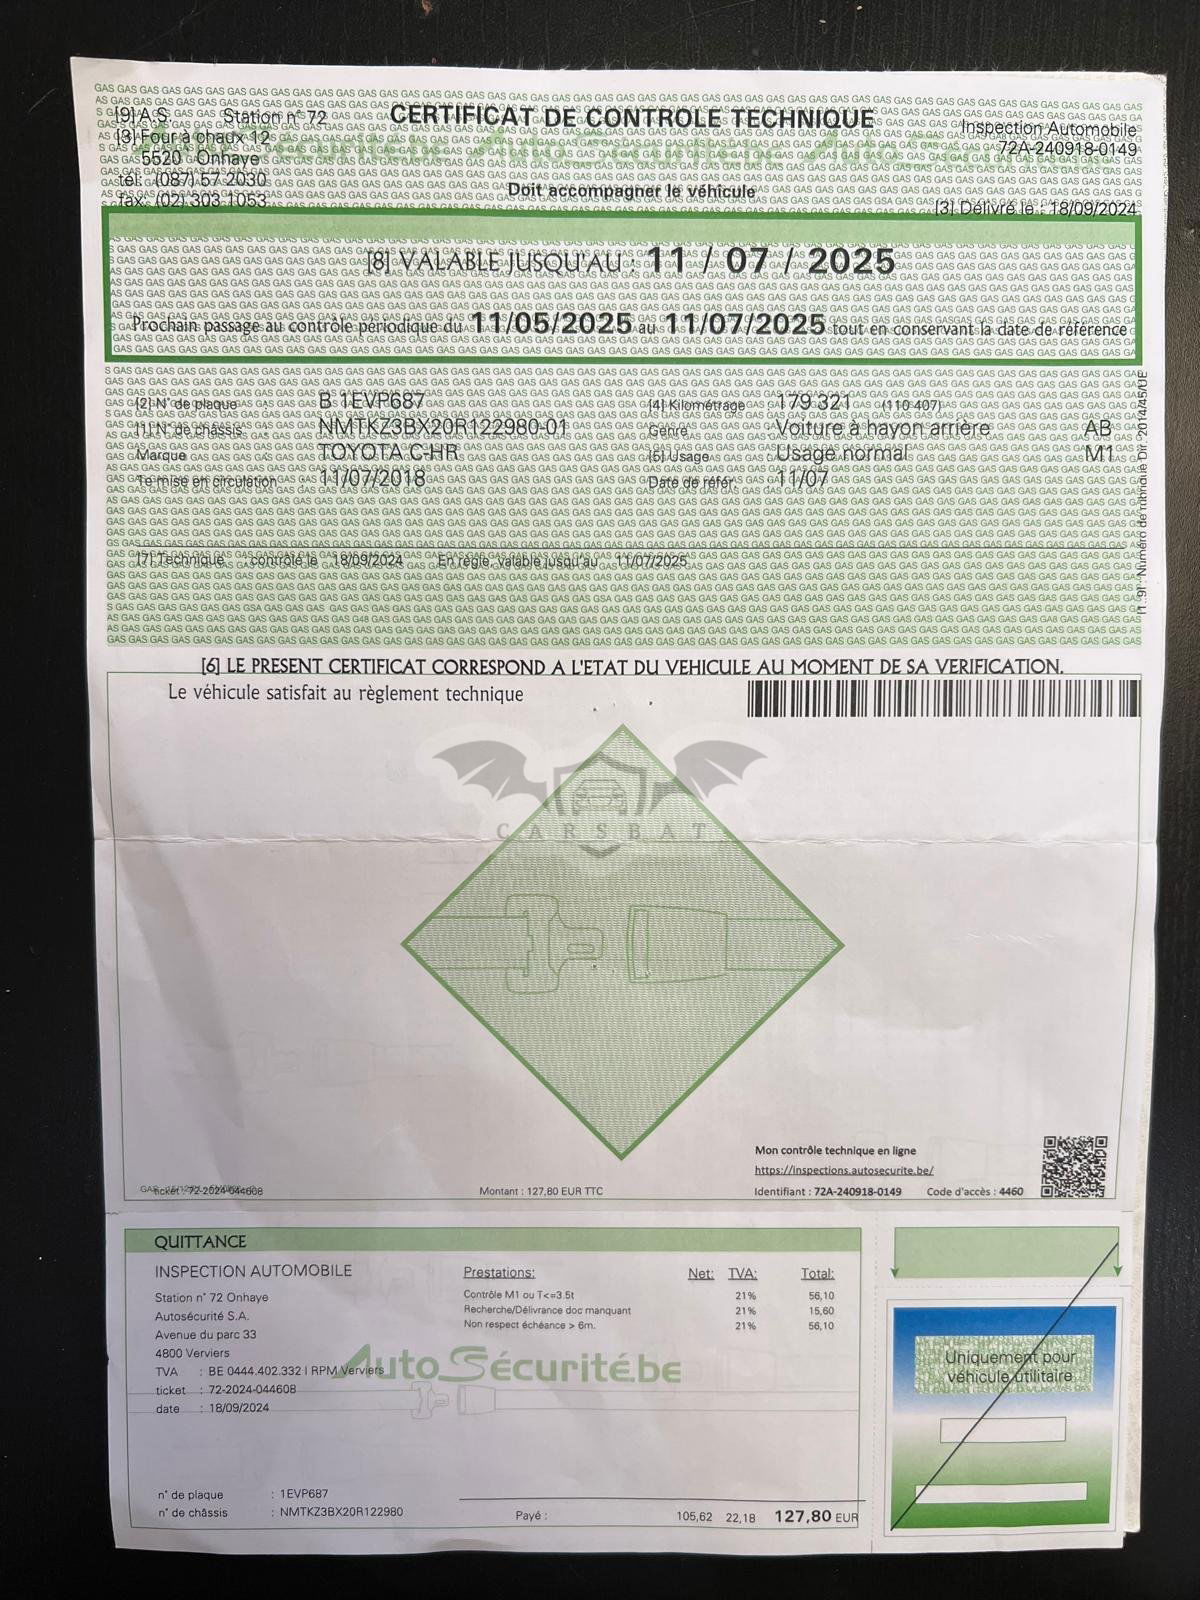 [9] A.S. Station n° 72
CERTIFICAT DE CONTROLE TECHNIQUE
Inspection Automobile
[3] Four à chaux 12
72A-240918-0149
5520 Onhaye
tél: (087) 57 2030
Doit accompagner le véhicule
fax: (02) 303 1053
[3] Délivré le : 18/09/2024
[8] VALABLE JUSQU'AU : 11 / 07 / 2025
Prochain passage au contrôle périodique du 11/05/2025 au 11/07/2025 tout en conservant la date de référence
[2] N° de plaque B 1EVP687 [4] Kilométrage 179 321 (110 407)
[1] N° de châssis NMTKZ3BX20R122980-01 Genre Voiture à hayon arrière AB
Marque TOYOTA C-HR [5] Usage Usage normal M1
1e mise en circulation : 11/07/2018 Date de référ. 11/07
[7] Technique contrôlé le 18/09/2024 En règle, valable jusqu'au 11/07/2025
[1..9] : Numéro de rubrique Dir. 2014/45/UE
[6] LE PRESENT CERTIFICAT CORRESPOND A L'ETAT DU VEHICULE AU MOMENT DE SA VERIFICATION.
Le véhicule satisfait au règlement technique
CARSBAT
Mon contrôle technique en ligne
https://inspections.autosecurite.be/
Identifiant : 72A-240918-0149 Code d'accès : 4460
ticket : 72-2024-044608
Montant : 127,80 EUR TTC
QUITTANCE
INSPECTION AUTOMOBILE
Station n° 72 Onhaye
Autosécurité S.A.
Avenue du parc 33
4800 Verviers
TVA : BE 0444.402.332 | RPM Verviers
ticket : 72-2024-044608
date : 18/09/2024
Prestations: Net: TVA: Total:
Contrôle M1 ou T<=3.5t 21% 56,10
Recherche/Délivrance doc manquant 21% 15,60
Non respect échéance > 6m. 21% 56,10
AutoSécurité.be
n° de plaque : 1EVP687
n° de châssis : NMTKZ3BX20R122980
Payé : 105,62 22,18 127,80 EUR
Uniquement pour
véhicule utilitaire